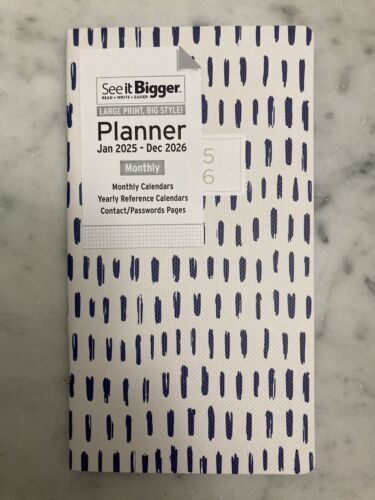 See it Bigger
READ • WRITE • EASIER
LARGE PRINT, BIG STYLE!
Planner
Jan 2025 - Dec 2026
Monthly
Monthly Calendars
Yearly Reference Calendars
Contact/Passwords Pages
5
6